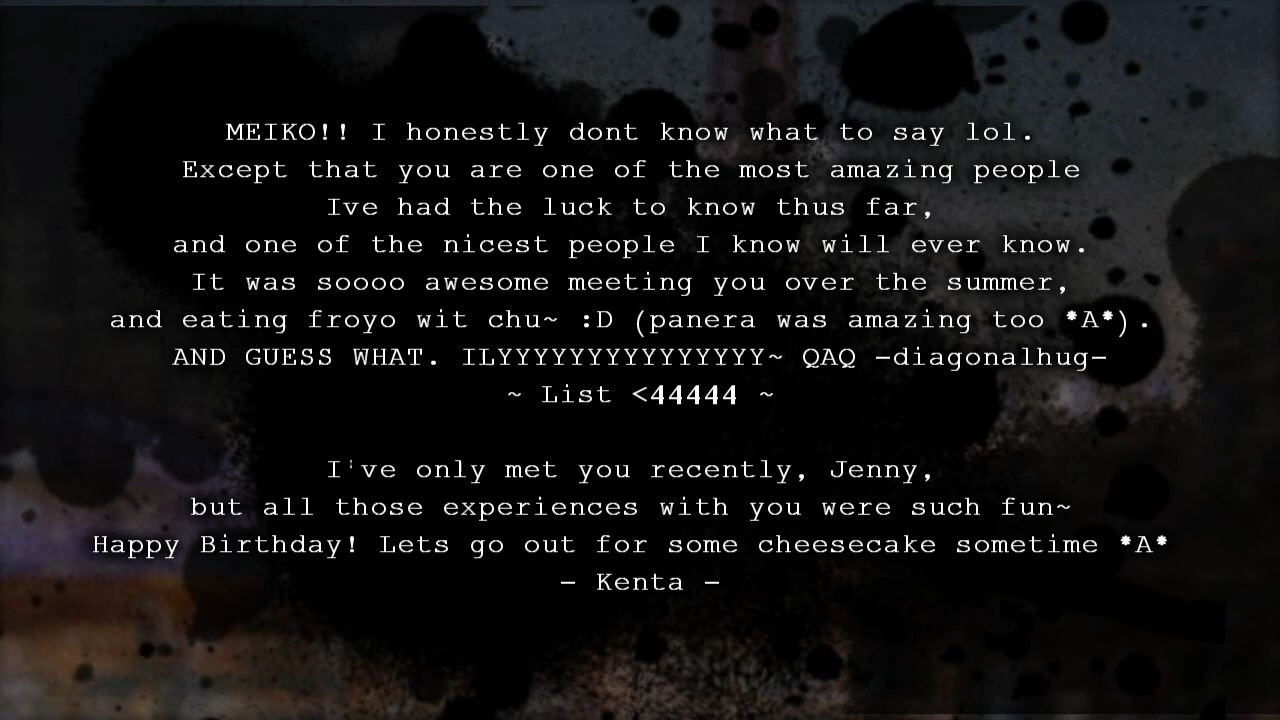 MEIKO!! I honestly dont know what to say lol.
Except that you are one of the most amazing people
Ive had the luck to know thus far,
and one of the nicest people I know will ever know.
It was soooo awesome meeting you over the summer,
and eating froyo wit chu~ :D (panera was amazing too *A*).
AND GUESS WHAT. ILYYYYYYYYYYYYYYY~ QAQ -diagonalhug-
~ List <44444 ~
I've only met you recently, Jenny,
but all those experiences with you were such fun~
Happy Birthday! Lets go out for some cheesecake sometime *A*
- Kenta -